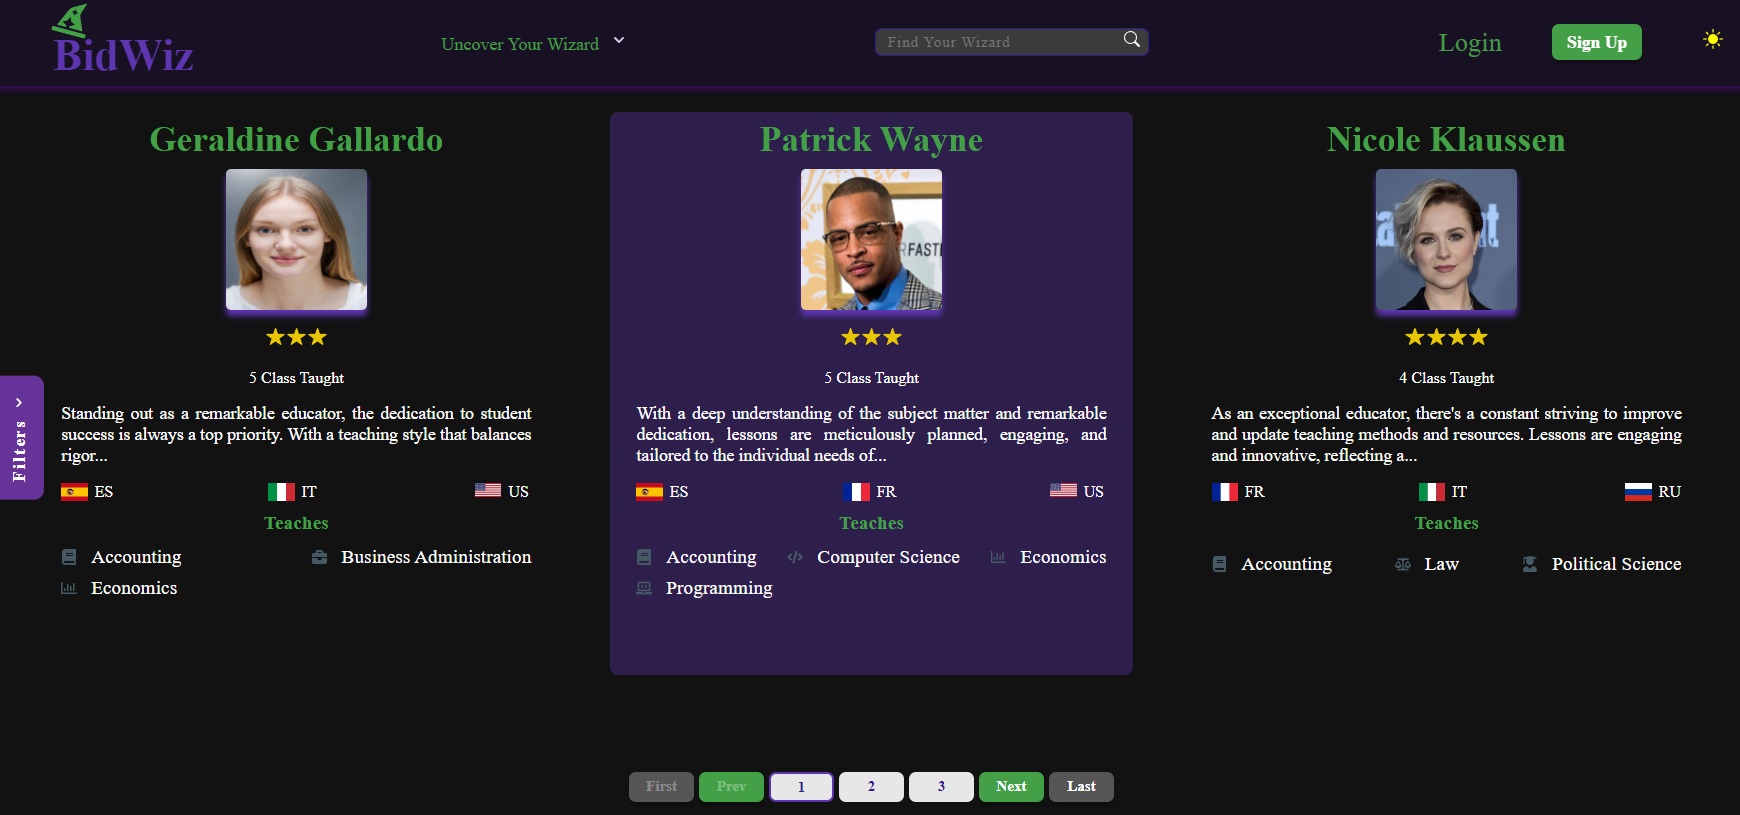 BidWiz
Uncover Your Wizard
Find Your Wizard
Login
Sign Up
Filters
Geraldine Gallardo
5 Class Taught
Standing out as a remarkable educator, the dedication to student
success is always a top priority. With a teaching style that balances
rigor...
ES IT US
Teaches
Accounting Business Administration
Economics
Patrick Wayne
FAST
5 Class Taught
With a deep understanding of the subject matter and remarkable
dedication, lessons are meticulously planned, engaging, and
tailored to the individual needs of...
ES FR US
Teaches
Accounting Computer Science Economics
Programming
Nicole Klaussen
4 Class Taught
As an exceptional educator, there's a constant striving to improve
and update teaching methods and resources. Lessons are engaging
and innovative, reflecting a...
FR IT RU
Teaches
Accounting Law Political Science
First Prev 1 2 3 Next Last